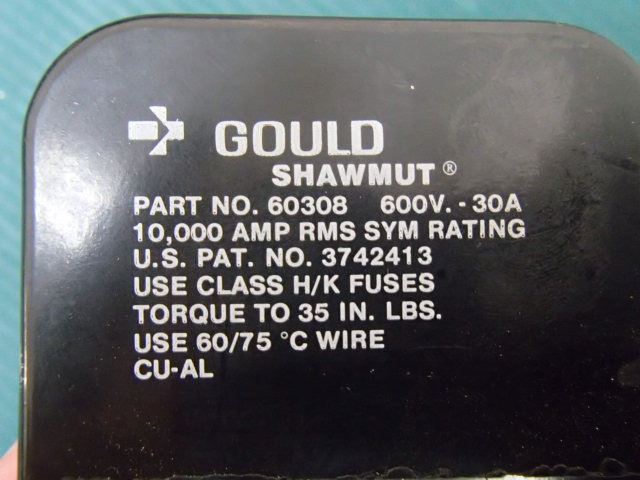 GOULD
SHAWMUT®
PART NO. 60308 600V. - 30A
10,000 AMP RMS SYM RATING
U.S. PAT. NO. 3742413
USE CLASS H/K FUSES
TORQUE TO 35 IN. LBS.
USE 60/75 °C WIRE
CU-AL